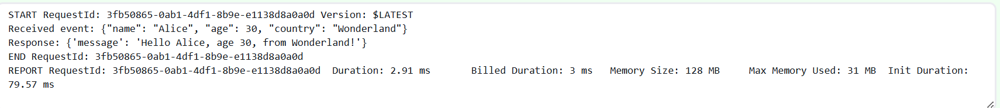 START RequestId: 3fb50865-0ab1-4df1-8b9e-e1138d8a0a0d Version: $LATEST
Received event: {"name": "Alice", "age": 30, "country": "Wonderland"}
Response: {'message': 'Hello Alice, age 30, from Wonderland!'}
END RequestId: 3fb50865-0ab1-4df1-8b9e-e1138d8a0a0d
REPORT RequestId: 3fb50865-0ab1-4df1-8b9e-e1138d8a0a0d  Duration: 2.91 ms       Billed Duration: 3 ms   Memory Size: 128 MB     Max Memory Used: 31 MB  Init Duration:
79.57 ms